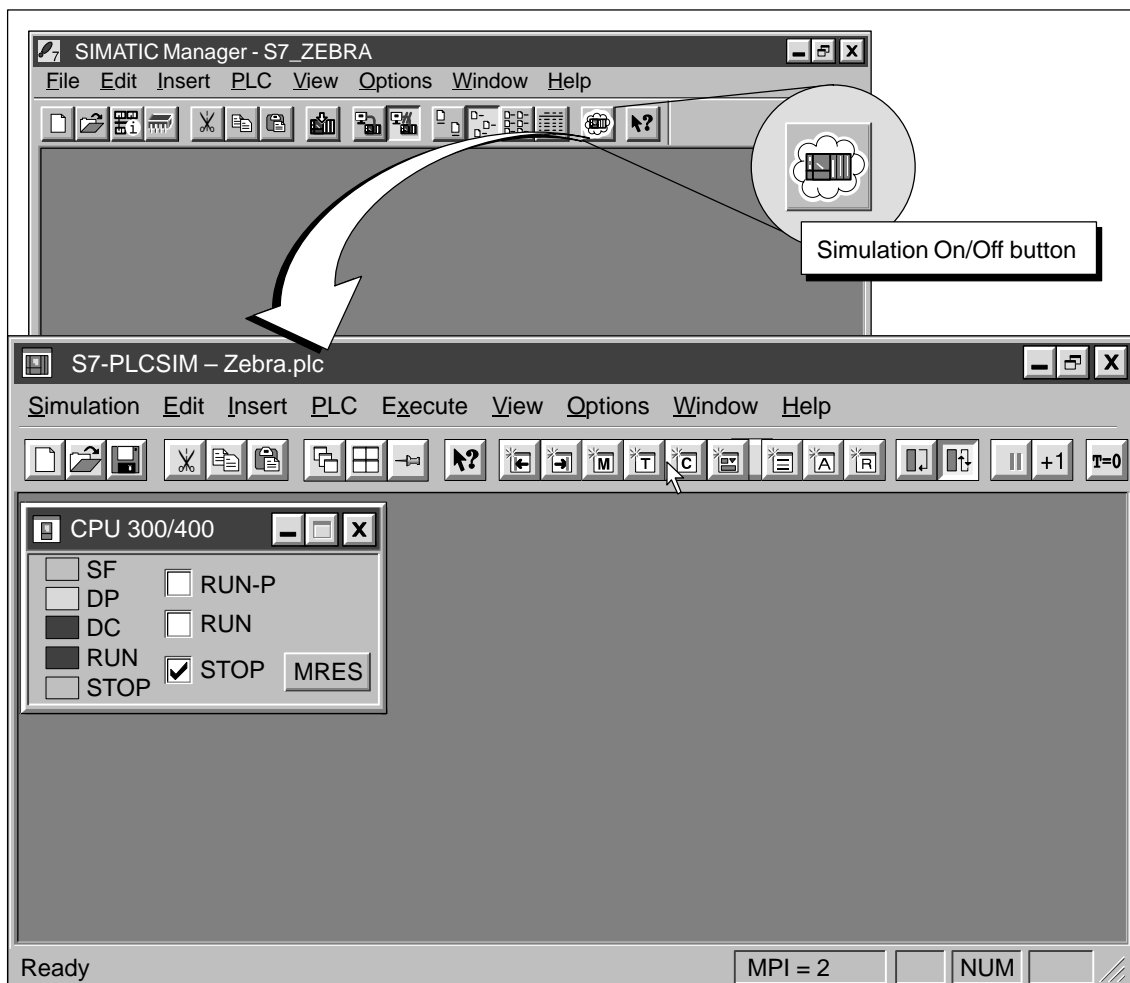 SIMATIC Manager - S7_ZEBRA
File Edit Insert PLC View Options Window Help
Simulation On/Off button
S7-PLCSIM – Zebra.plc
Simulation Edit Insert PLC Execute View Options Window Help
M T C A R +1 T=0
CPU 300/400
SF
DP
DC
RUN
STOP
RUN-P
RUN
STOP MRES
Ready MPI = 2 NUM